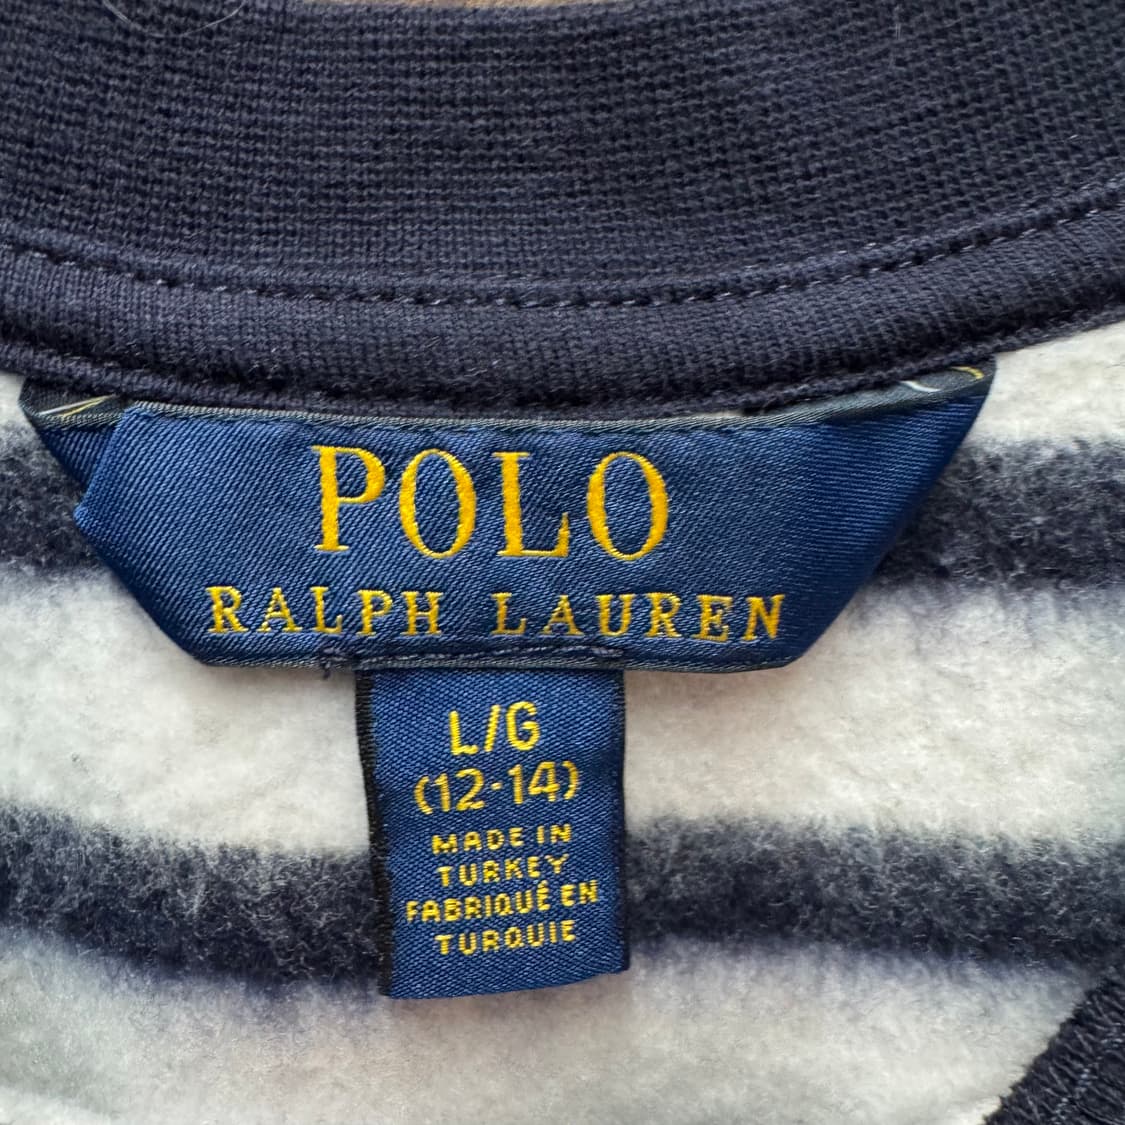 POLO
RALPH LAUREN
L/G
(12-14)
MADE IN
TURKEY
FABRIQUÉ EN
TURQUIE